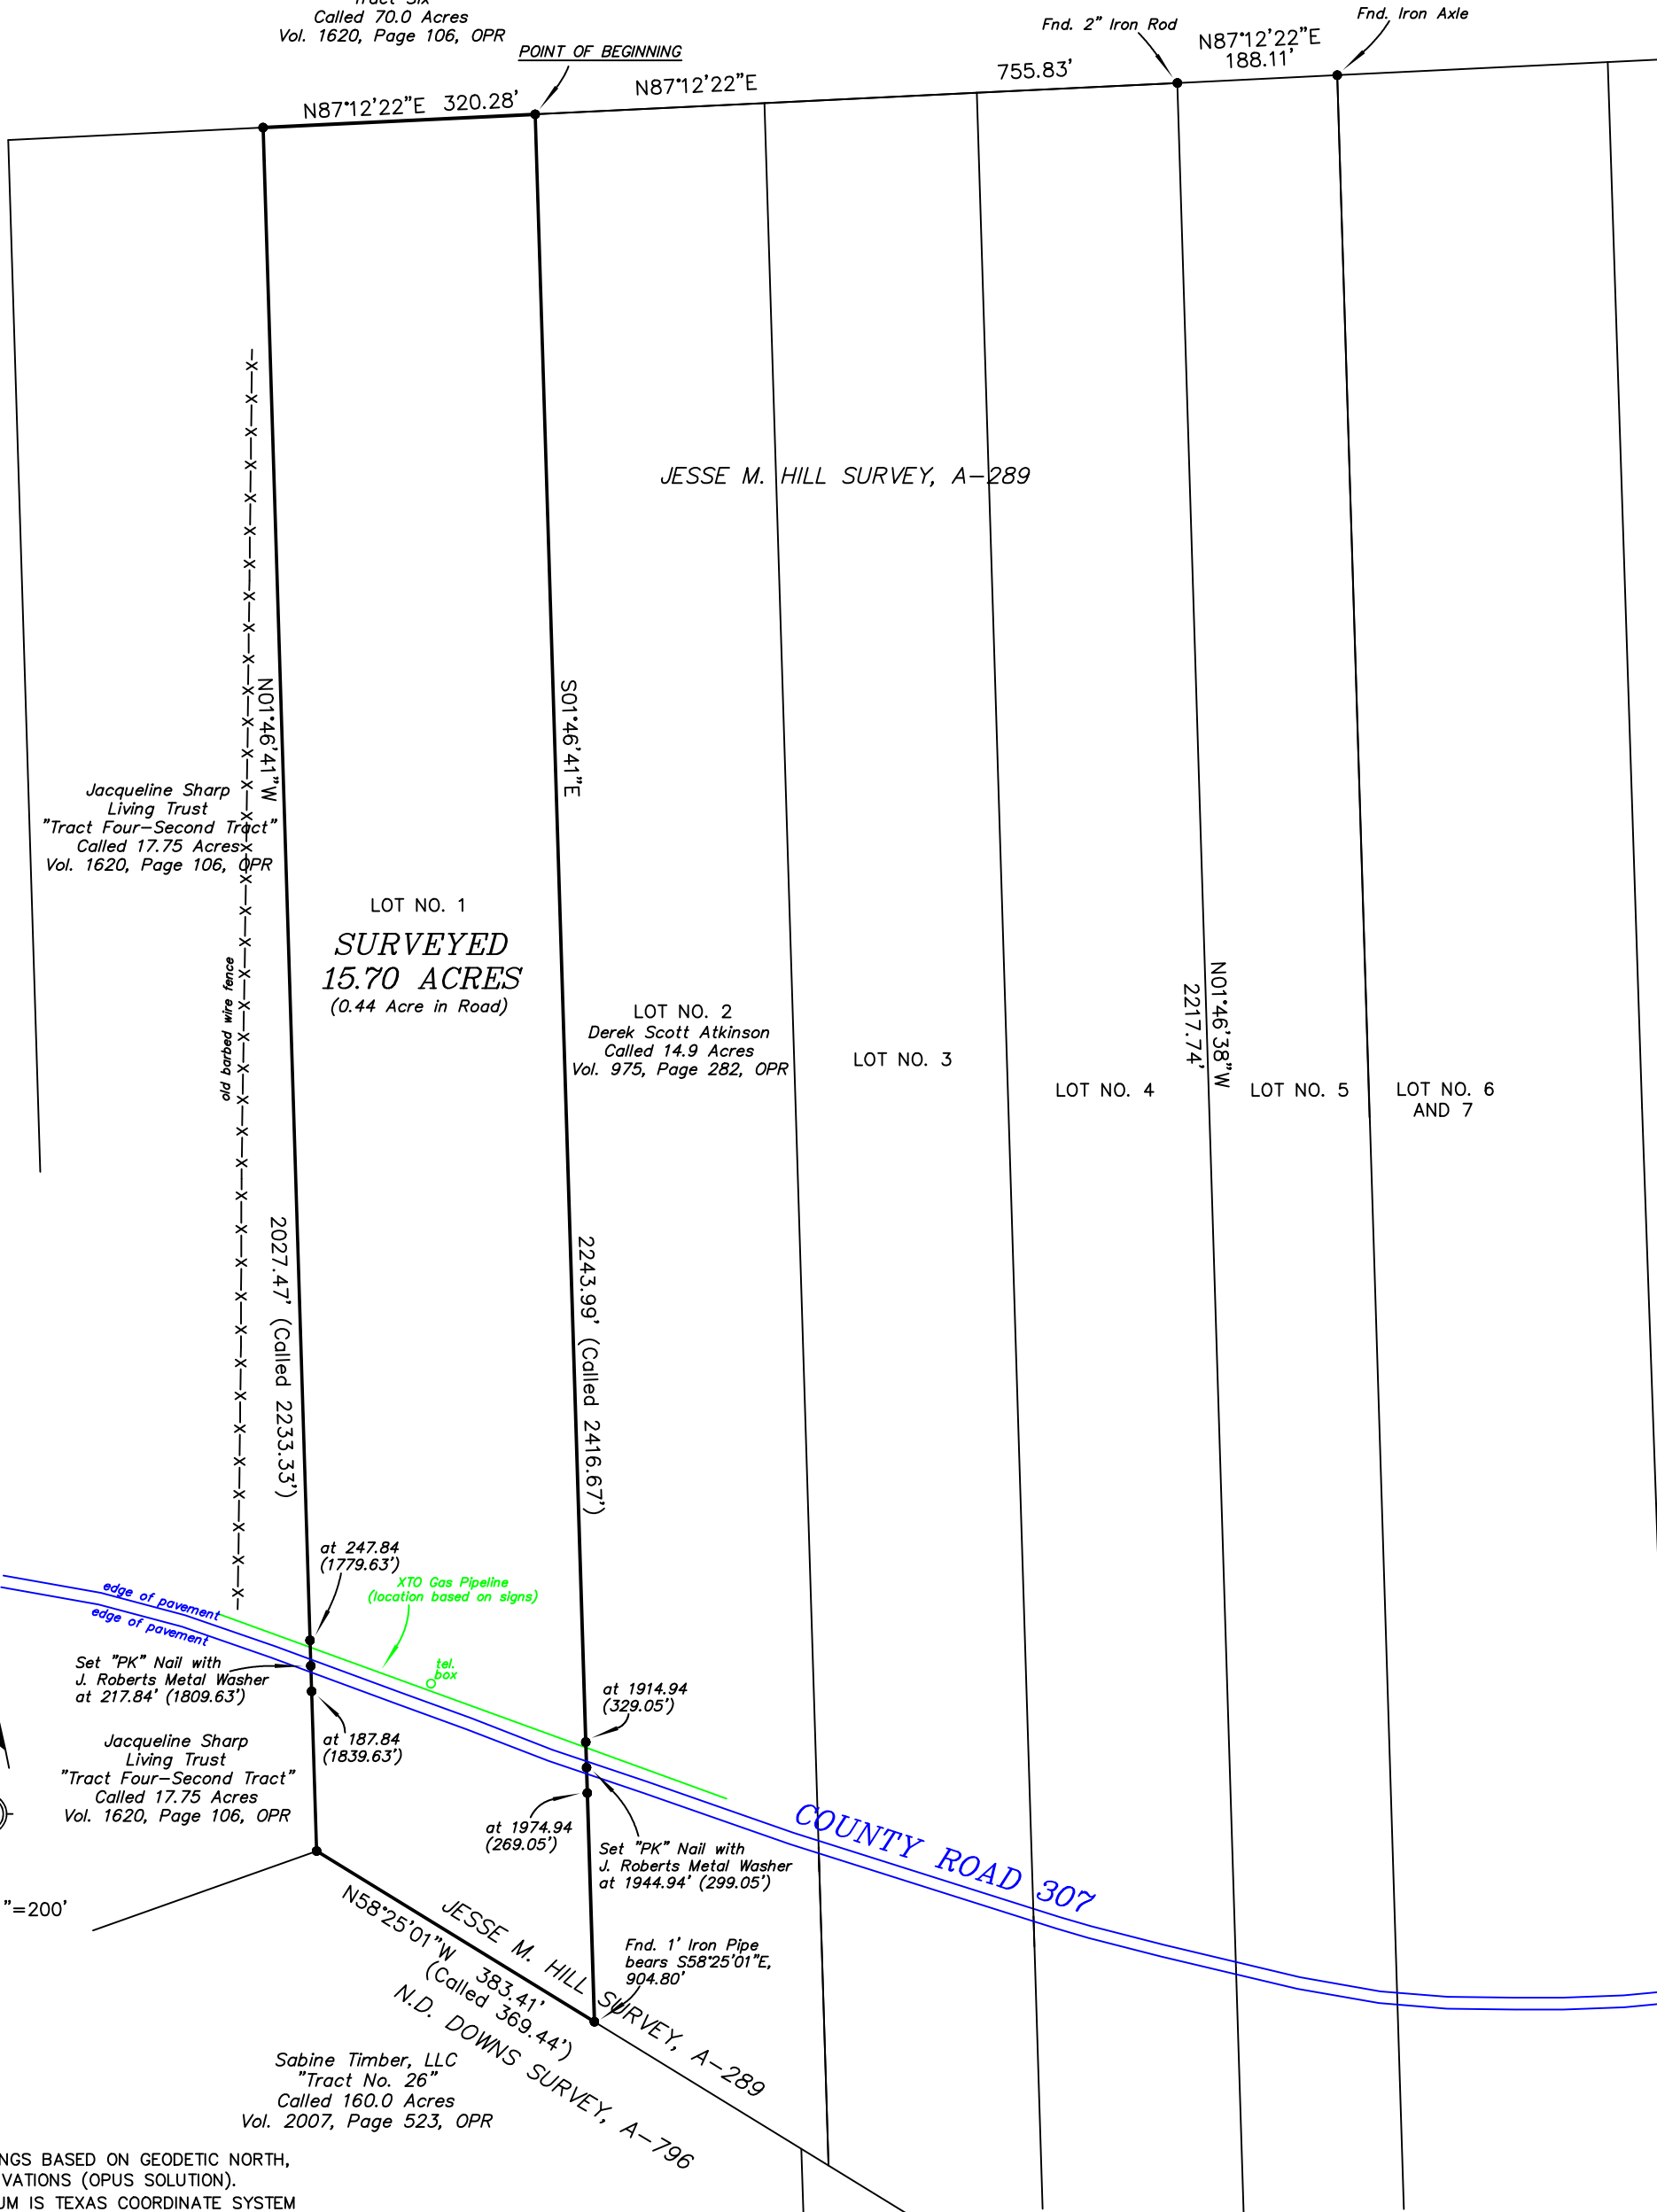 Called 70.0 Acres
Vol. 1620, Page 106, OPR
POINT OF BEGINNING
Fnd. 2" Iron Rod
Fnd. Iron Axle
N87°12'22"E 320.28'
N87°12'22"E
755.83'
N87°12'22"E
188.11'
JESSE M. HILL SURVEY, A-289
N01°46'41"W
S01°46'41"E
Jacqueline Sharp
Living Trust
"Tract Four-Second Tract"
Called 17.75 Acres
Vol. 1620, Page 106, OPR
LOT NO. 1
SURVEYED
15.70 ACRES
(0.44 Acre in Road)
old barbed wire fence
LOT NO. 2
Derek Scott Atkinson
Called 14.9 Acres
Vol. 975, Page 282, OPR
LOT NO. 3
LOT NO. 4
N01°46'38"W
2217.74'
LOT NO. 5
LOT NO. 6
AND 7
2027.47' (Called 2233.33')
2243.99' (Called 2416.67')
at 247.84
(1779.63')
XTO Gas Pipeline
(location based on signs)
edge of pavement
edge of pavement
tel.
box
Set "PK" Nail with
J. Roberts Metal Washer
at 217.84' (1809.63')
at 1914.94
(329.05')
at 187.84
(1839.63')
Jacqueline Sharp
Living Trust
"Tract Four-Second Tract"
Called 17.75 Acres
Vol. 1620, Page 106, OPR
at 1974.94
(269.05')
Set "PK" Nail with
J. Roberts Metal Washer
at 1944.94' (299.05')
COUNTY ROAD 307
"=200'
N58°25'01"W 383.41'
(Called 369.44')
JESSE M. HILL SURVEY, A-289
N.D. DOWNS SURVEY, A-796
Fnd. 1' Iron Pipe
bears S58°25'01"E,
904.80'
Sabine Timber, LLC
"Tract No. 26"
Called 160.0 Acres
Vol. 2007, Page 523, OPR
NGS BASED ON GEODETIC NORTH,
VATIONS (OPUS SOLUTION).
UM IS TEXAS COORDINATE SYSTEM